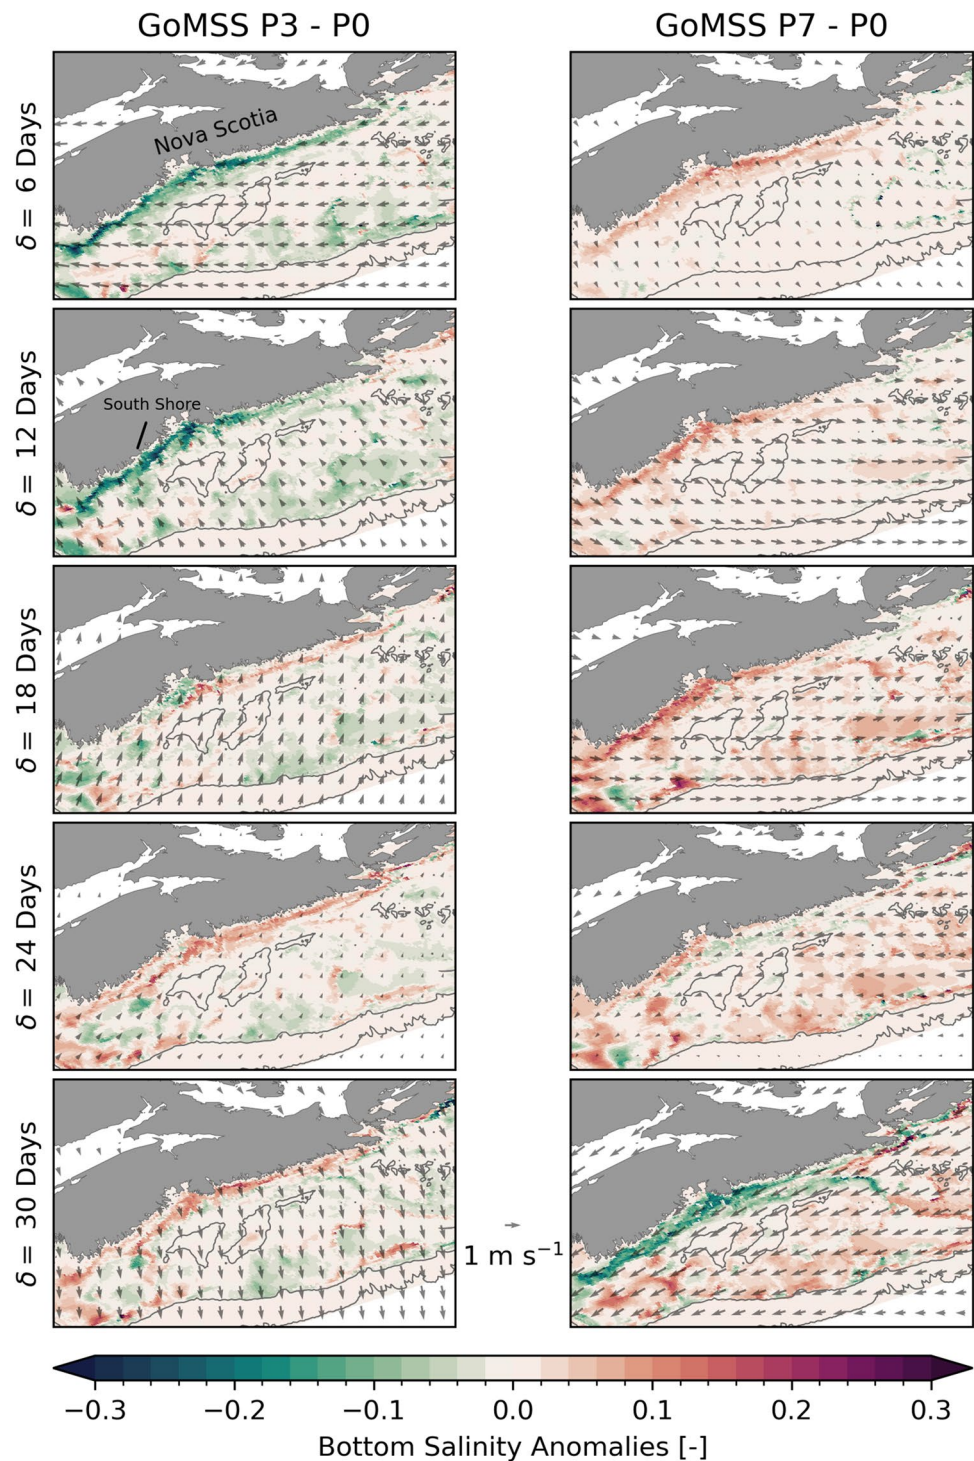 GoMSS P3 - P0
GoMSS P7 - P0
δ = 6 Days
Nova Scotia
δ = 12 Days
South Shore
δ = 18 Days
δ = 24 Days
δ = 30 Days
1 m s⁻¹
−0.3 −0.2 −0.1 0.0 0.1 0.2 0.3
Bottom Salinity Anomalies [-]